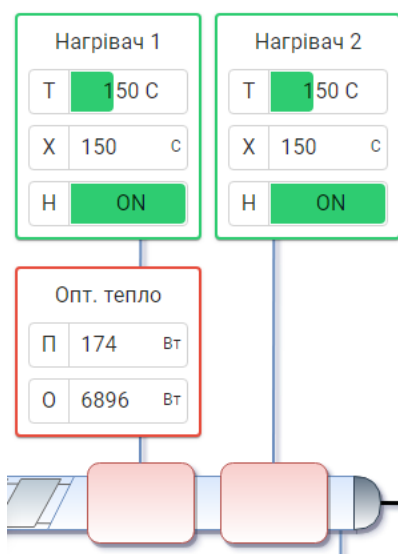 Нагрівач 1
Т 150 C
Х 150 С
Н ON
Нагрівач 2
Т 150 C
Х 150 С
Н ON
Опт. тепло
П 174 Вт
О 6896 Вт